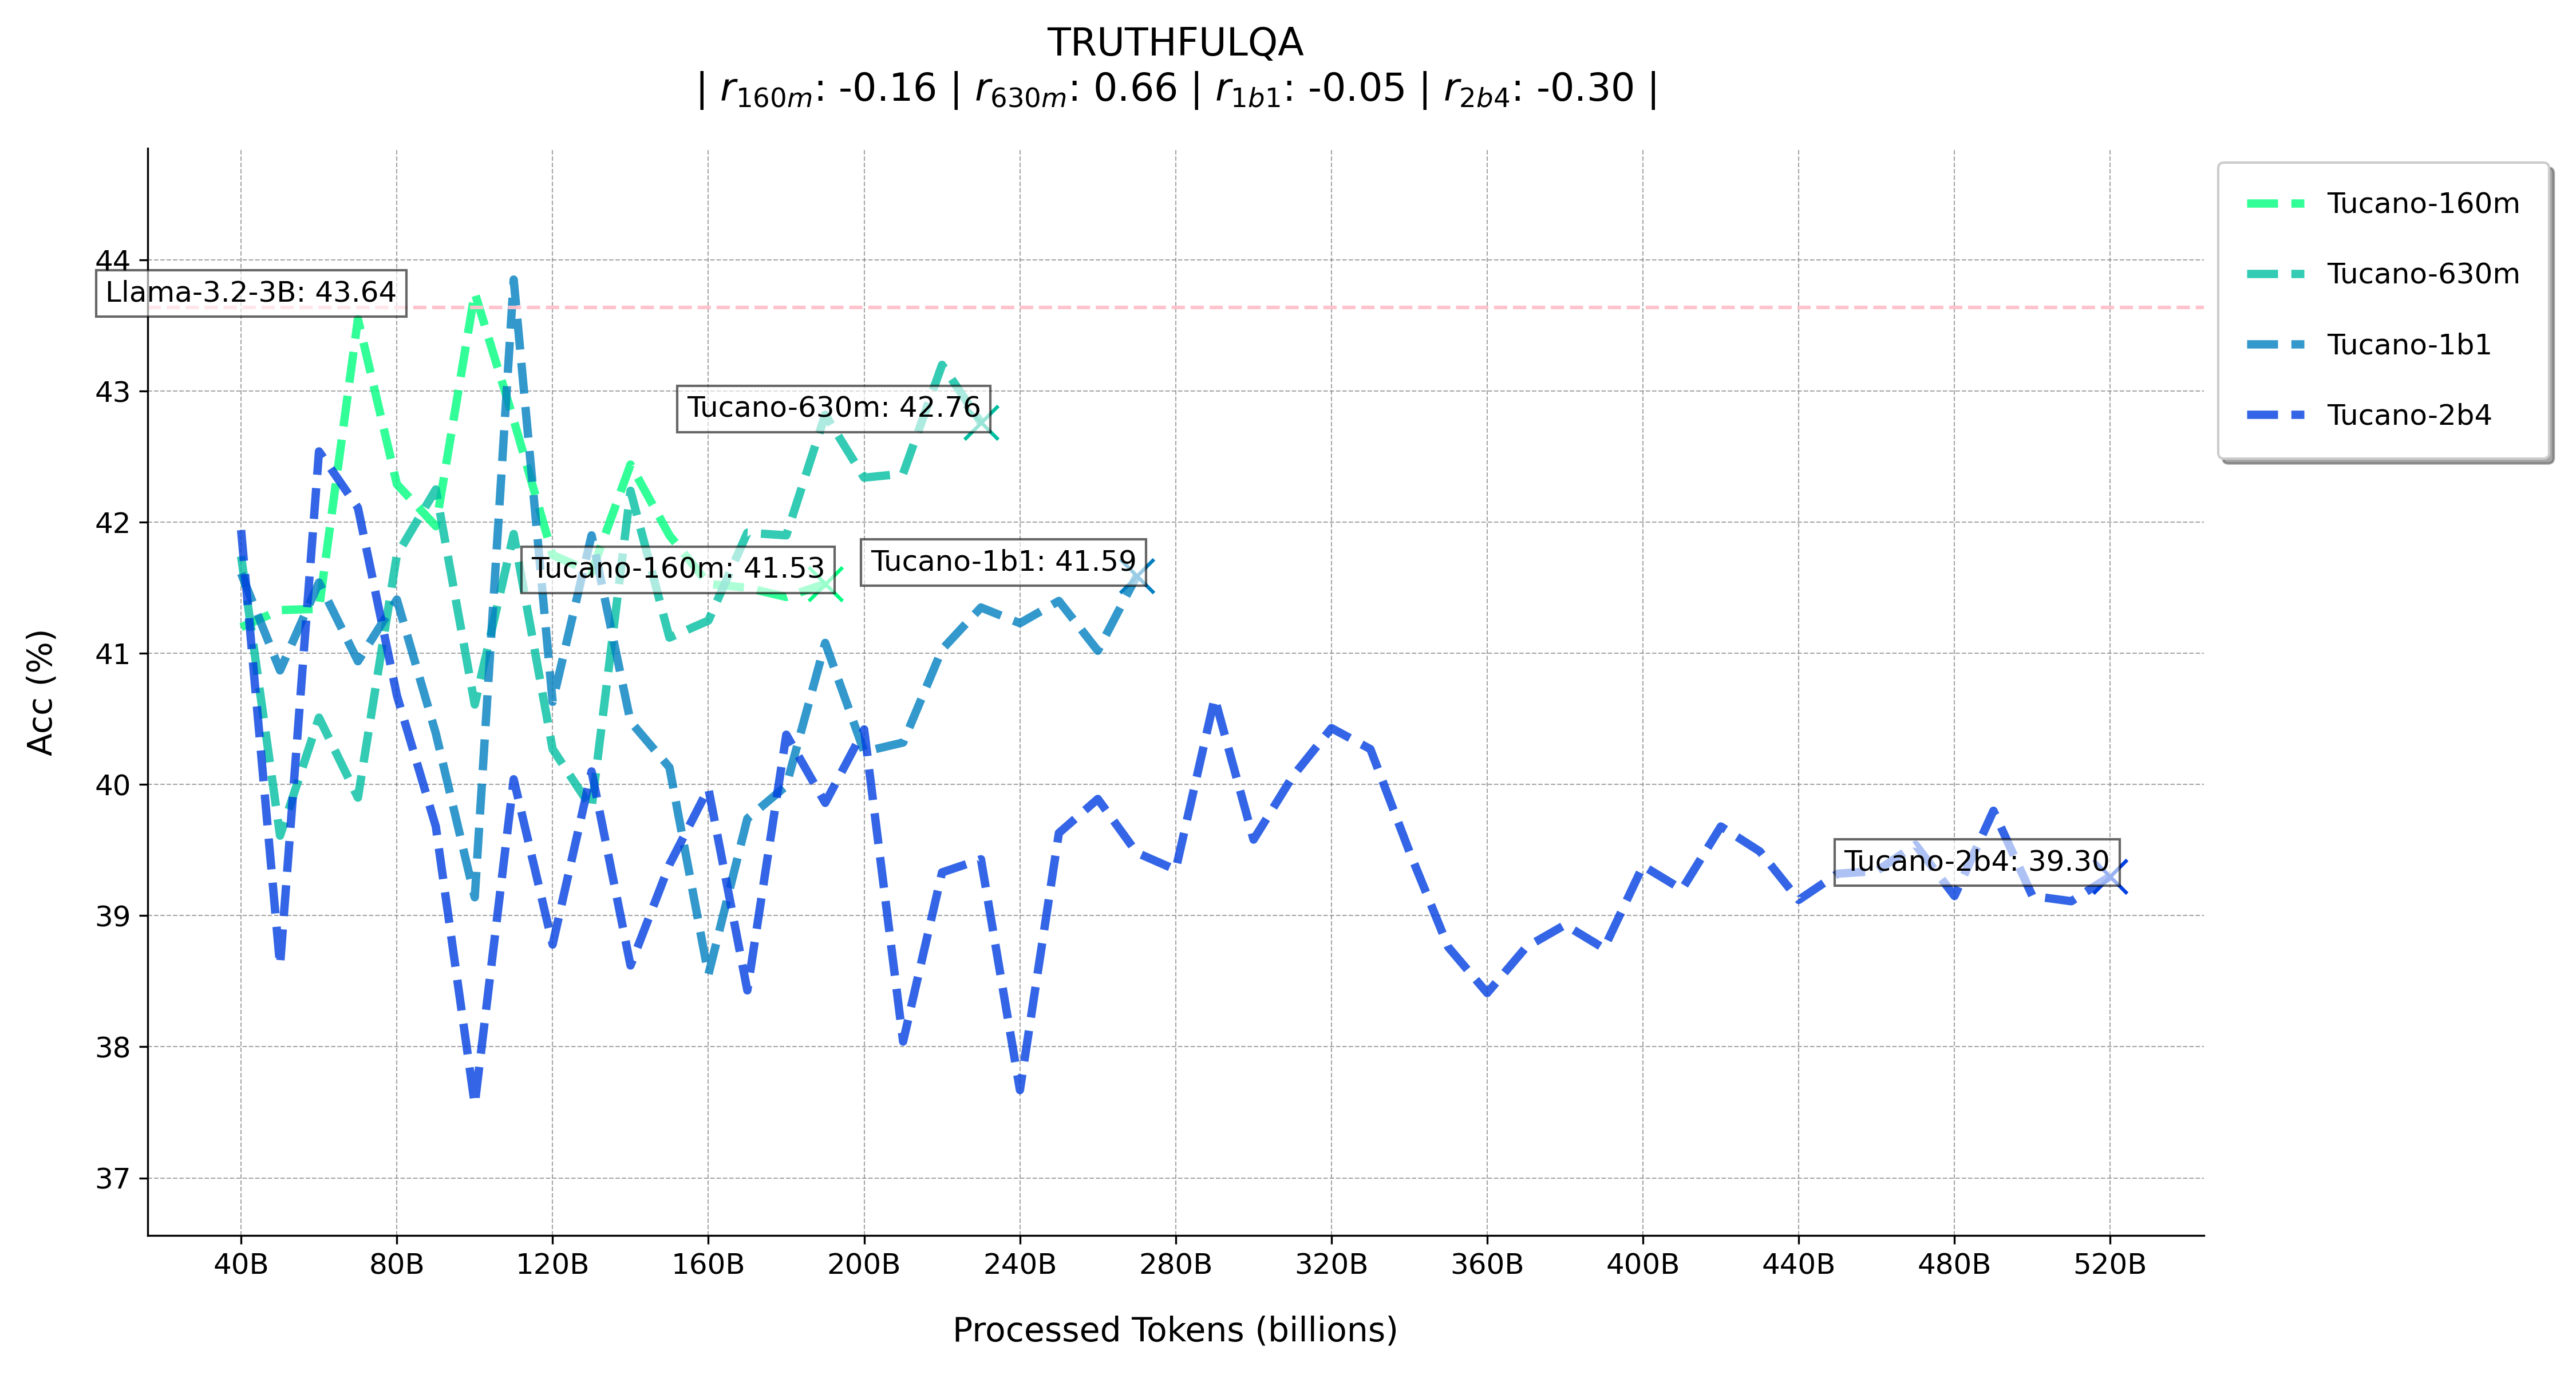 TRUTHFULQA
| r160m: -0.16 | r630m: 0.66 | r1b1: -0.05 | r2b4: -0.30 |
Tucano-160m
Tucano-630m
Tucano-1b1
Tucano-2b4
Llama-3.2-3B: 43.64
Tucano-630m: 42.76
Tucano-160m: 41.53
Tucano-1b1: 41.59
Tucano-2b4: 39.30
Acc (%)
44
43
42
41
40
39
38
37
40B 80B 120B 160B 200B 240B 280B 320B 360B 400B 440B 480B 520B
Processed Tokens (billions)